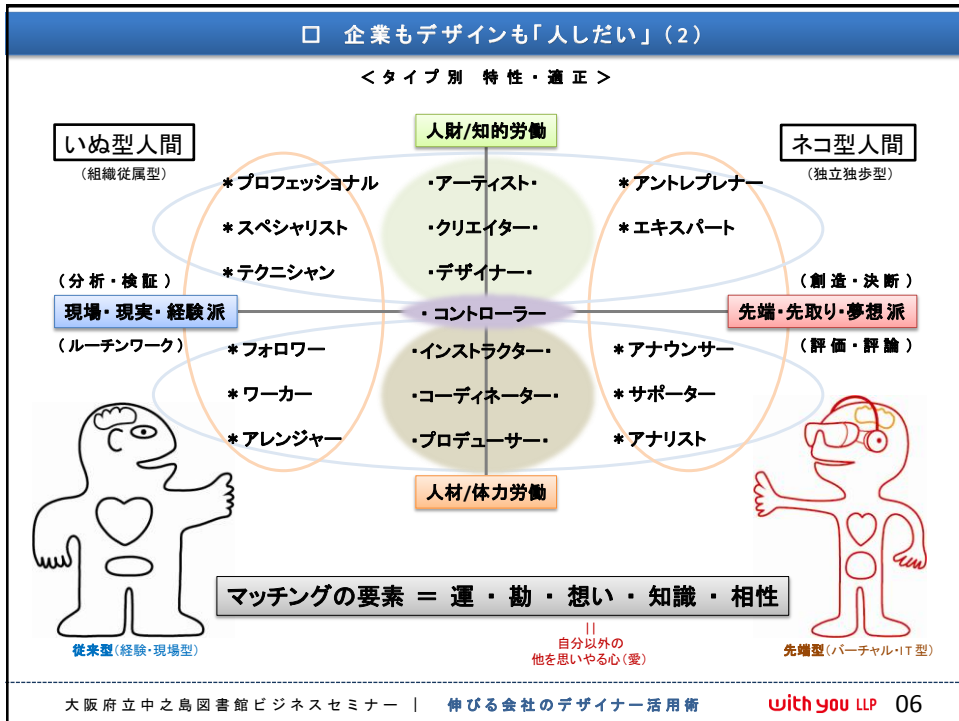 □ 企業もデザインも「人しだい」(2)
＜タイプ別 特性・適正＞
人財/知的労働
いぬ型人間
(組織従属型)
ネコ型人間
(独立独歩型)
＊プロフェッショナル
・アーティスト・
＊アントレプレナー
＊スペシャリスト
・クリエイター・
＊エキスパート
＊テクニシャン
・デザイナー・
(分析・検証)
(創造・決断)
現場・現実・経験派
・コントローラー
先端・先取り・夢想派
(ルーチンワーク)
(評価・評論)
＊フォロワー
・インストラクター・
＊アナウンサー
＊ワーカー
・コーディネーター・
＊サポーター
＊アレンジャー
・プロデューサー・
＊アナリスト
人材/体力労働
マッチングの要素 ＝ 運 ・ 勘 ・ 想い ・ 知識 ・ 相性
||
自分以外の
他を思いやる心(愛)
従来型(経験・現場型)
先端型(バーチャル・IT型)
大阪府立中之島図書館ビジネスセミナー | 伸びる会社のデザイナー活用術
with you LLP 06